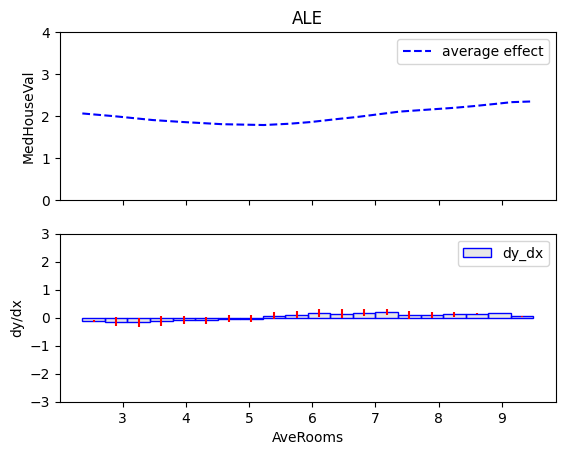 ALE
average effect
MedHouseVal
4
3
2
1
0
dy_dx
dy/dx
3
2
1
0
−1
−2
−3
3 4 5 6 7 8 9
AveRooms